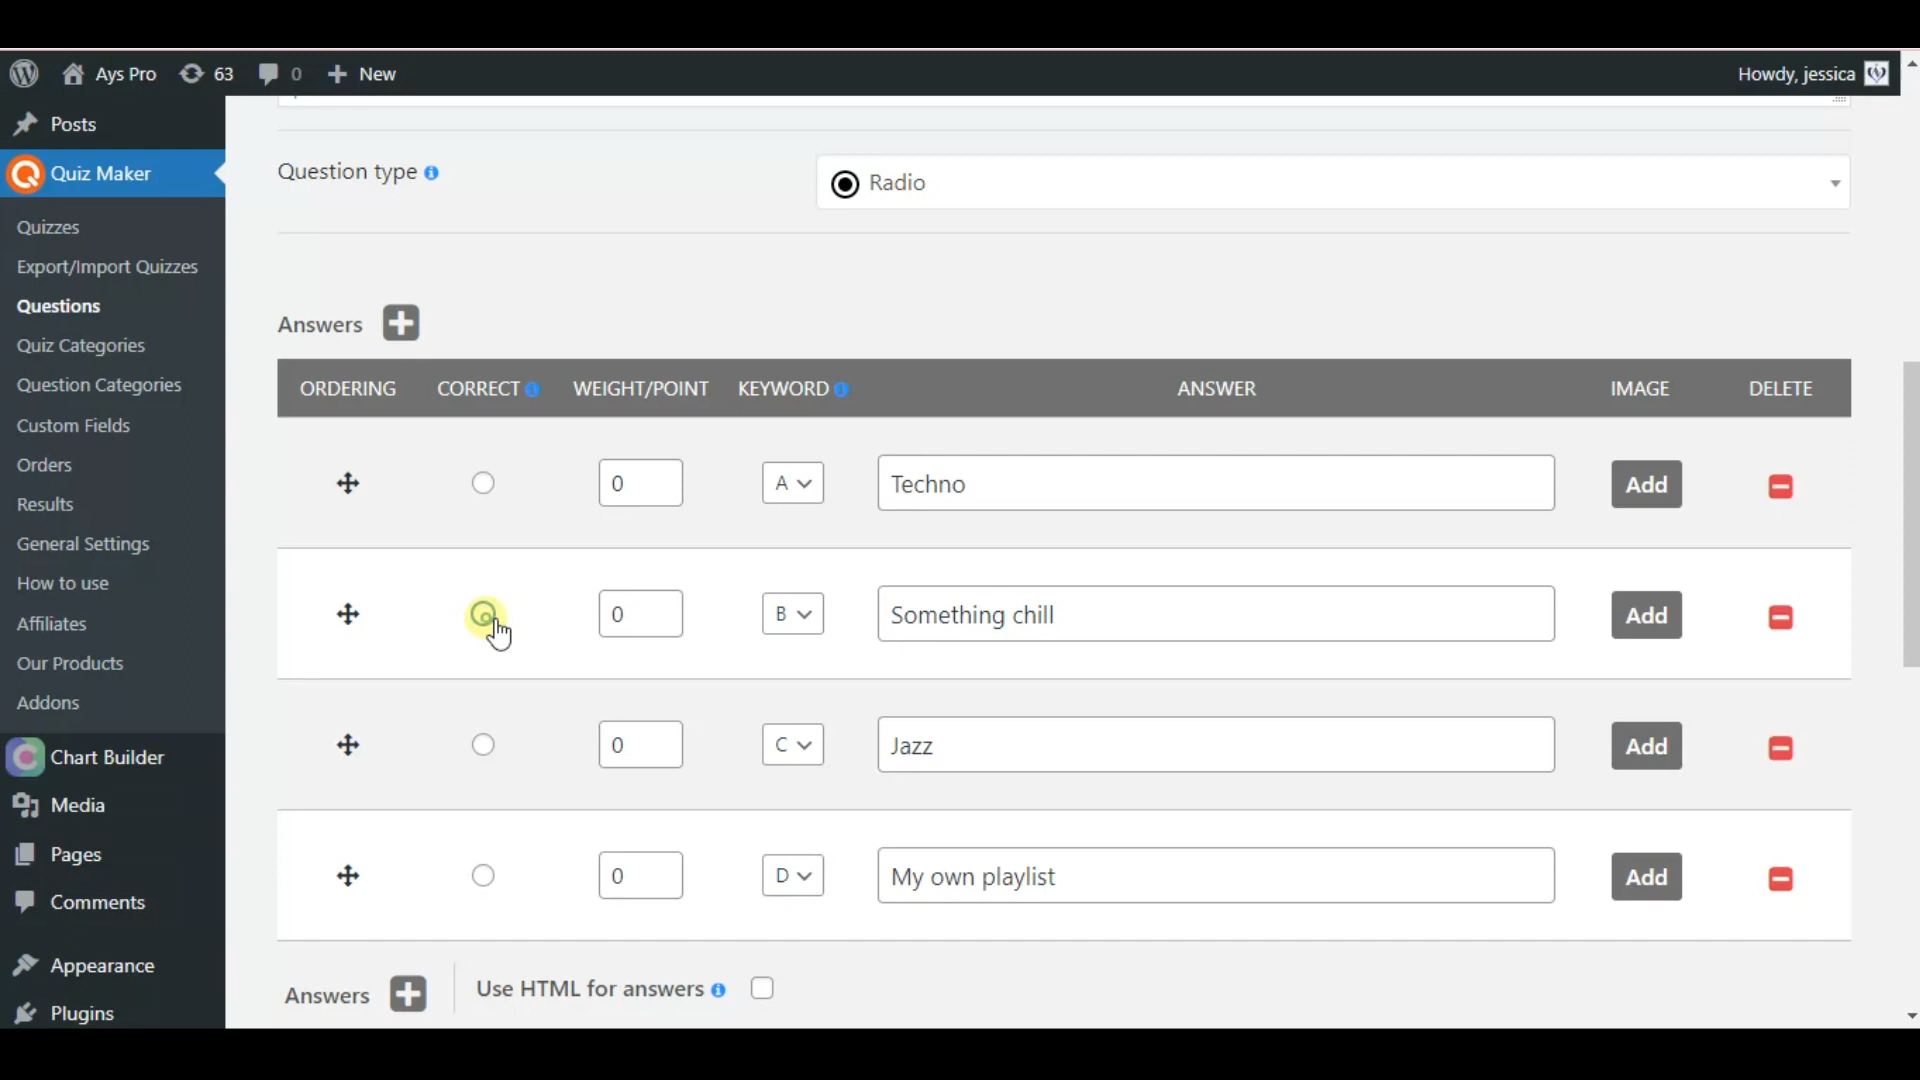 Ays Pro 63 0 New Howdy, jessica
Posts
Quiz Maker
Quizzes
Export/Import Quizzes
Questions
Quiz Categories
Question Categories
Custom Fields
Orders
Results
General Settings
How to use
Affiliates
Our Products
Addons
Chart Builder
Media
Pages
Comments
Appearance
Plugins
Question type Radio
Answers
ORDERING CORRECT WEIGHT/POINT KEYWORD ANSWER IMAGE DELETE
0 A Techno Add
0 B Something chill Add
0 C Jazz Add
0 D My own playlist Add
Answers Use HTML for answers